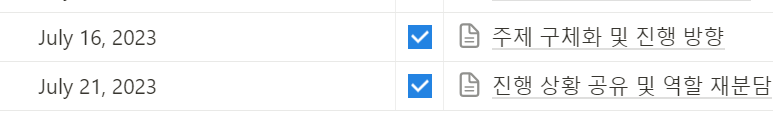 July 16, 2023 주제 구체화 및 진행 방향
July 21, 2023 진행 상황 공유 및 역할 재분담